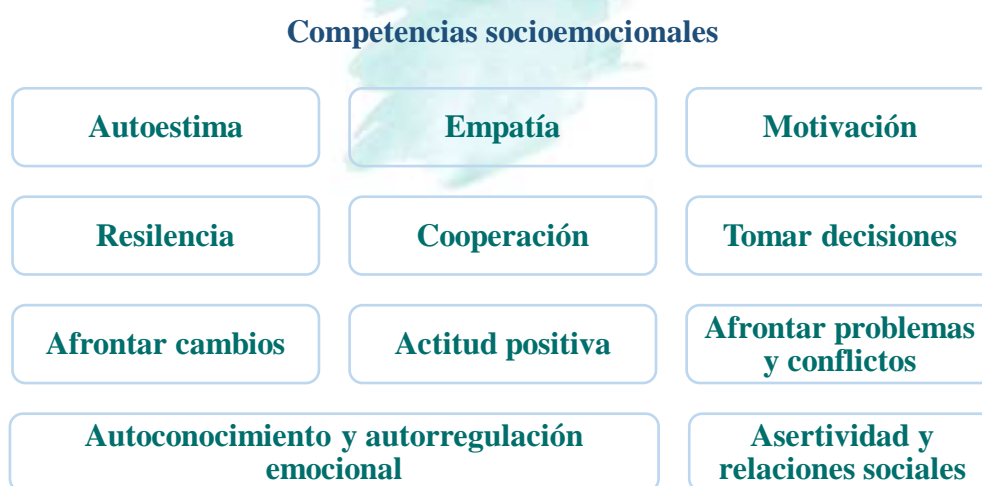 Competencias socioemocionales
Autoestima
Empatía
Motivación
Resilencia
Cooperación
Tomar decisiones
Afrontar cambios
Actitud positiva
Afrontar problemas
y conflictos
Autoconocimiento y autorregulación
emocional
Asertividad y
relaciones sociales